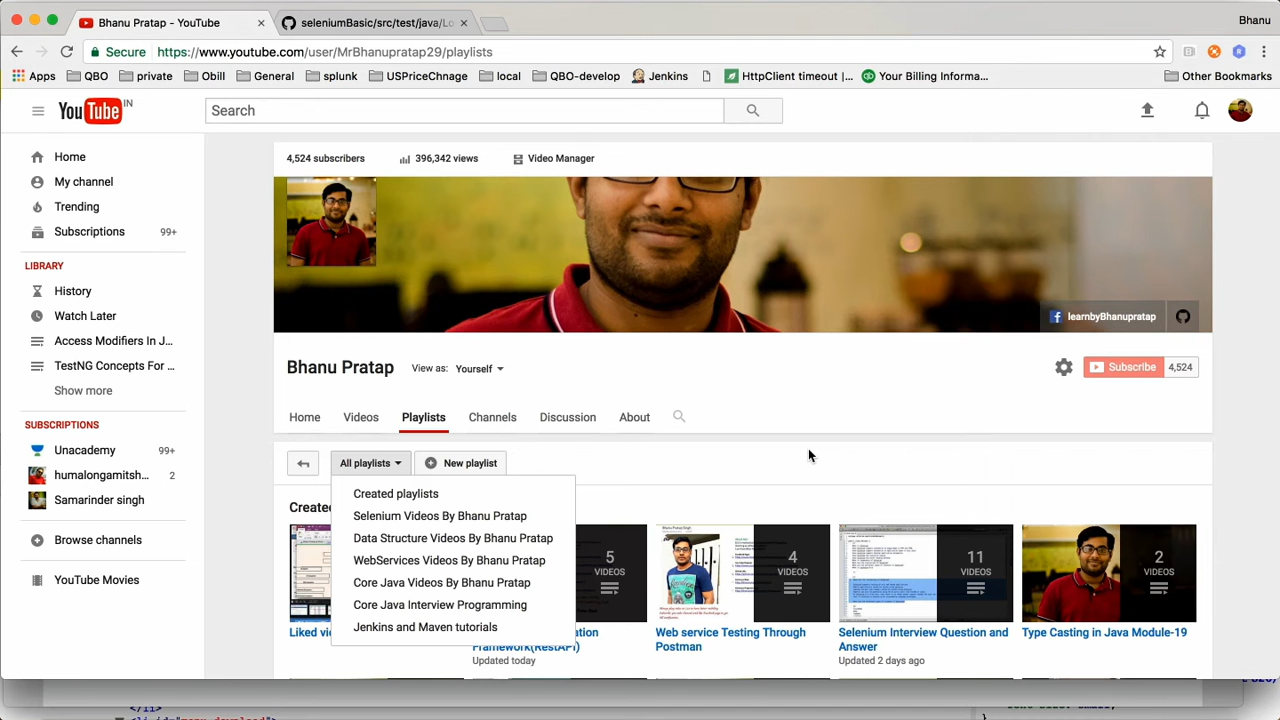 Bhanu Pratap - YouTube
seleniumBasic/src/test/java/Lo
Bhanu
Secure https://www.youtube.com/user/MrBhanupratap29/playlists
Apps QBO private Obill General splunk USPriceChnge local QBO-develop Jenkins HttpClient timeout |... Your Billing Informa... Other Bookmarks
YouTube IN
Search
4,524 subscribers 396,342 views Video Manager
Home
My channel
Trending
Subscriptions 99+
LIBRARY
History
Watch Later
Access Modifiers In J...
TestNG Concepts For ...
Show more
SUBSCRIPTIONS
Unacademy 99+
humalongamitsh... 2
Samarinder singh
Browse channels
YouTube Movies
learnbyBhanupratap
Bhanu Pratap View as: Yourself
Subscribe 4,524
Home Videos Playlists Channels Discussion About
All playlists New playlist
Created playlists
Selenium Videos By Bhanu Pratap
Data Structure Videos By Bhanu Pratap
WebServices Videos By Bhanu Pratap
Core Java Videos By Bhanu Pratap
Core Java Interview Programming
Jenkins and Maven tutorials
5 VIDEOS
4 VIDEOS
11 VIDEOS
2 VIDEOS
Framework(RestAPI)
Updated today
Web service Testing Through
Postman
Selenium Interview Question and
Answer
Updated 2 days ago
Type Casting in Java Module-19
</li>